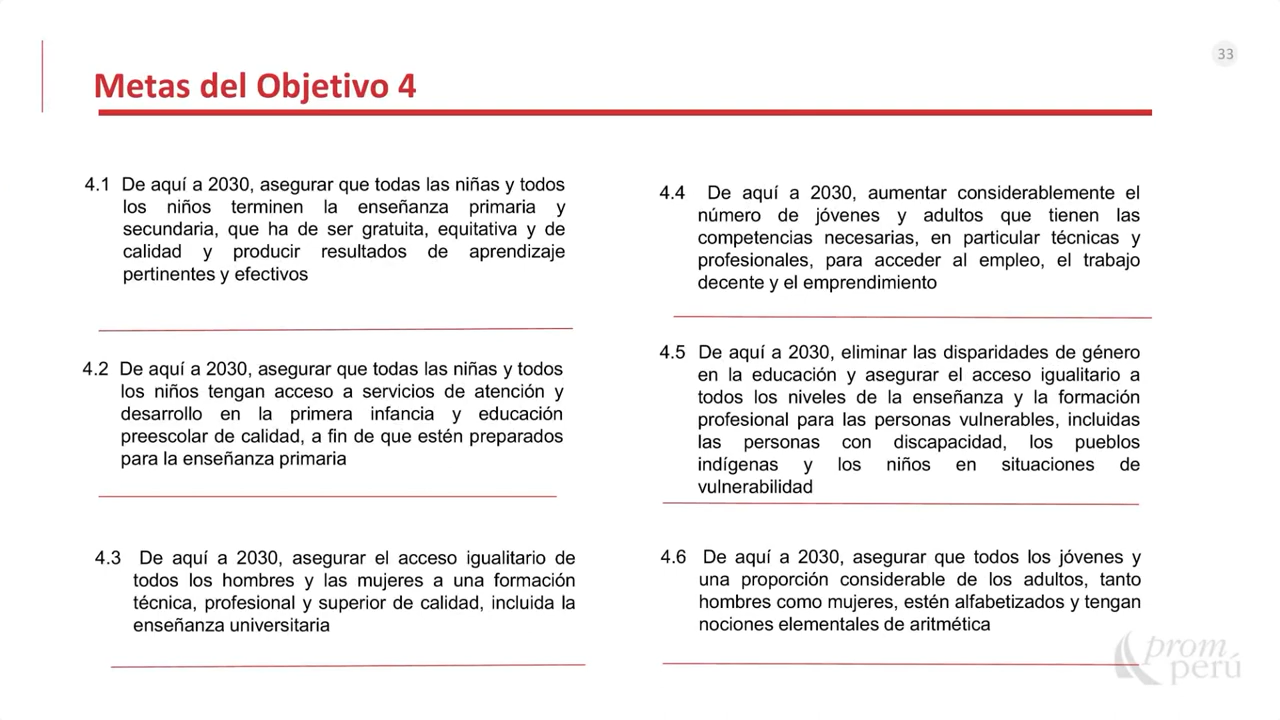 33
Metas del Objetivo 4
4.1 De aquí a 2030, asegurar que todas las niñas y todos
los niños terminen la enseñanza primaria y
secundaria, que ha de ser gratuita, equitativa y de
calidad y producir resultados de aprendizaje
pertinentes y efectivos
4.2 De aquí a 2030, asegurar que todas las niñas y todos
los niños tengan acceso a servicios de atención y
desarrollo en la primera infancia y educación
preescolar de calidad, a fin de que estén preparados
para la enseñanza primaria
4.3 De aquí a 2030, asegurar el acceso igualitario de
todos los hombres y las mujeres a una formación
técnica, profesional y superior de calidad, incluida la
enseñanza universitaria
4.4 De aquí a 2030, aumentar considerablemente el
número de jóvenes y adultos que tienen las
competencias necesarias, en particular técnicas y
profesionales, para acceder al empleo, el trabajo
decente y el emprendimiento
4.5 De aquí a 2030, eliminar las disparidades de género
en la educación y asegurar el acceso igualitario a
todos los niveles de la enseñanza y la formación
profesional para las personas vulnerables, incluidas
las personas con discapacidad, los pueblos
indígenas y los niños en situaciones de
vulnerabilidad
4.6 De aquí a 2030, asegurar que todos los jóvenes y
una proporción considerable de los adultos, tanto
hombres como mujeres, estén alfabetizados y tengan
nociones elementales de aritmética
prom
perú